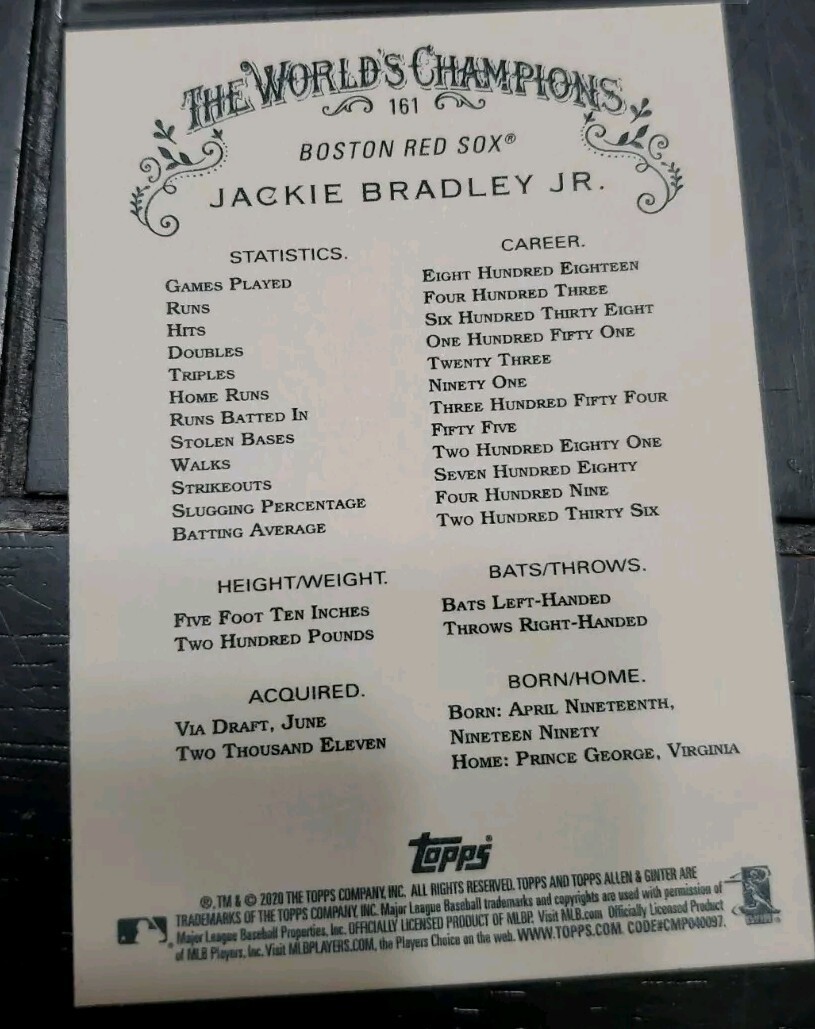 THE WORLD'S CHAMPIONS
161
BOSTON RED SOX®
JACKIE BRADLEY JR.
STATISTICS. CAREER.
GAMES PLAYED EIGHT HUNDRED EIGHTEEN
RUNS FOUR HUNDRED THREE
HITS SIX HUNDRED THIRTY EIGHT
DOUBLES ONE HUNDRED FIFTY ONE
TRIPLES TWENTY THREE
HOME RUNS NINETY ONE
RUNS BATTED IN THREE HUNDRED FIFTY FOUR
STOLEN BASES FIFTY FIVE
WALKS TWO HUNDRED EIGHTY ONE
STRIKEOUTS SEVEN HUNDRED EIGHTY
SLUGGING PERCENTAGE FOUR HUNDRED NINE
BATTING AVERAGE TWO HUNDRED THIRTY SIX
HEIGHT/WEIGHT.
FIVE FOOT TEN INCHES
TWO HUNDRED POUNDS
BATS/THROWS.
BATS LEFT-HANDED
THROWS RIGHT-HANDED
ACQUIRED.
VIA DRAFT, JUNE
TWO THOUSAND ELEVEN
BORN/HOME.
BORN: APRIL NINETEENTH,
NINETEEN NINETY
HOME: PRINCE GEORGE, VIRGINIA
Topps®
®, TM & © 2020 THE TOPPS COMPANY, INC. ALL RIGHTS RESERVED. TOPPS AND TOPPS ALLEN & GINTER ARE
TRADEMARKS OF THE TOPPS COMPANY, INC. Major League Baseball trademarks and copyrights are used with permission of
Major League Baseball Properties, Inc. OFFICIALLY LICENSED PRODUCT OF MLBP. Visit MLB.com Officially Licensed Product
of MLB Players, Inc. Visit MLBPLAYERS.COM, the Players Choice on the web. WWW.TOPPS.COM. CODE#CMP040097.